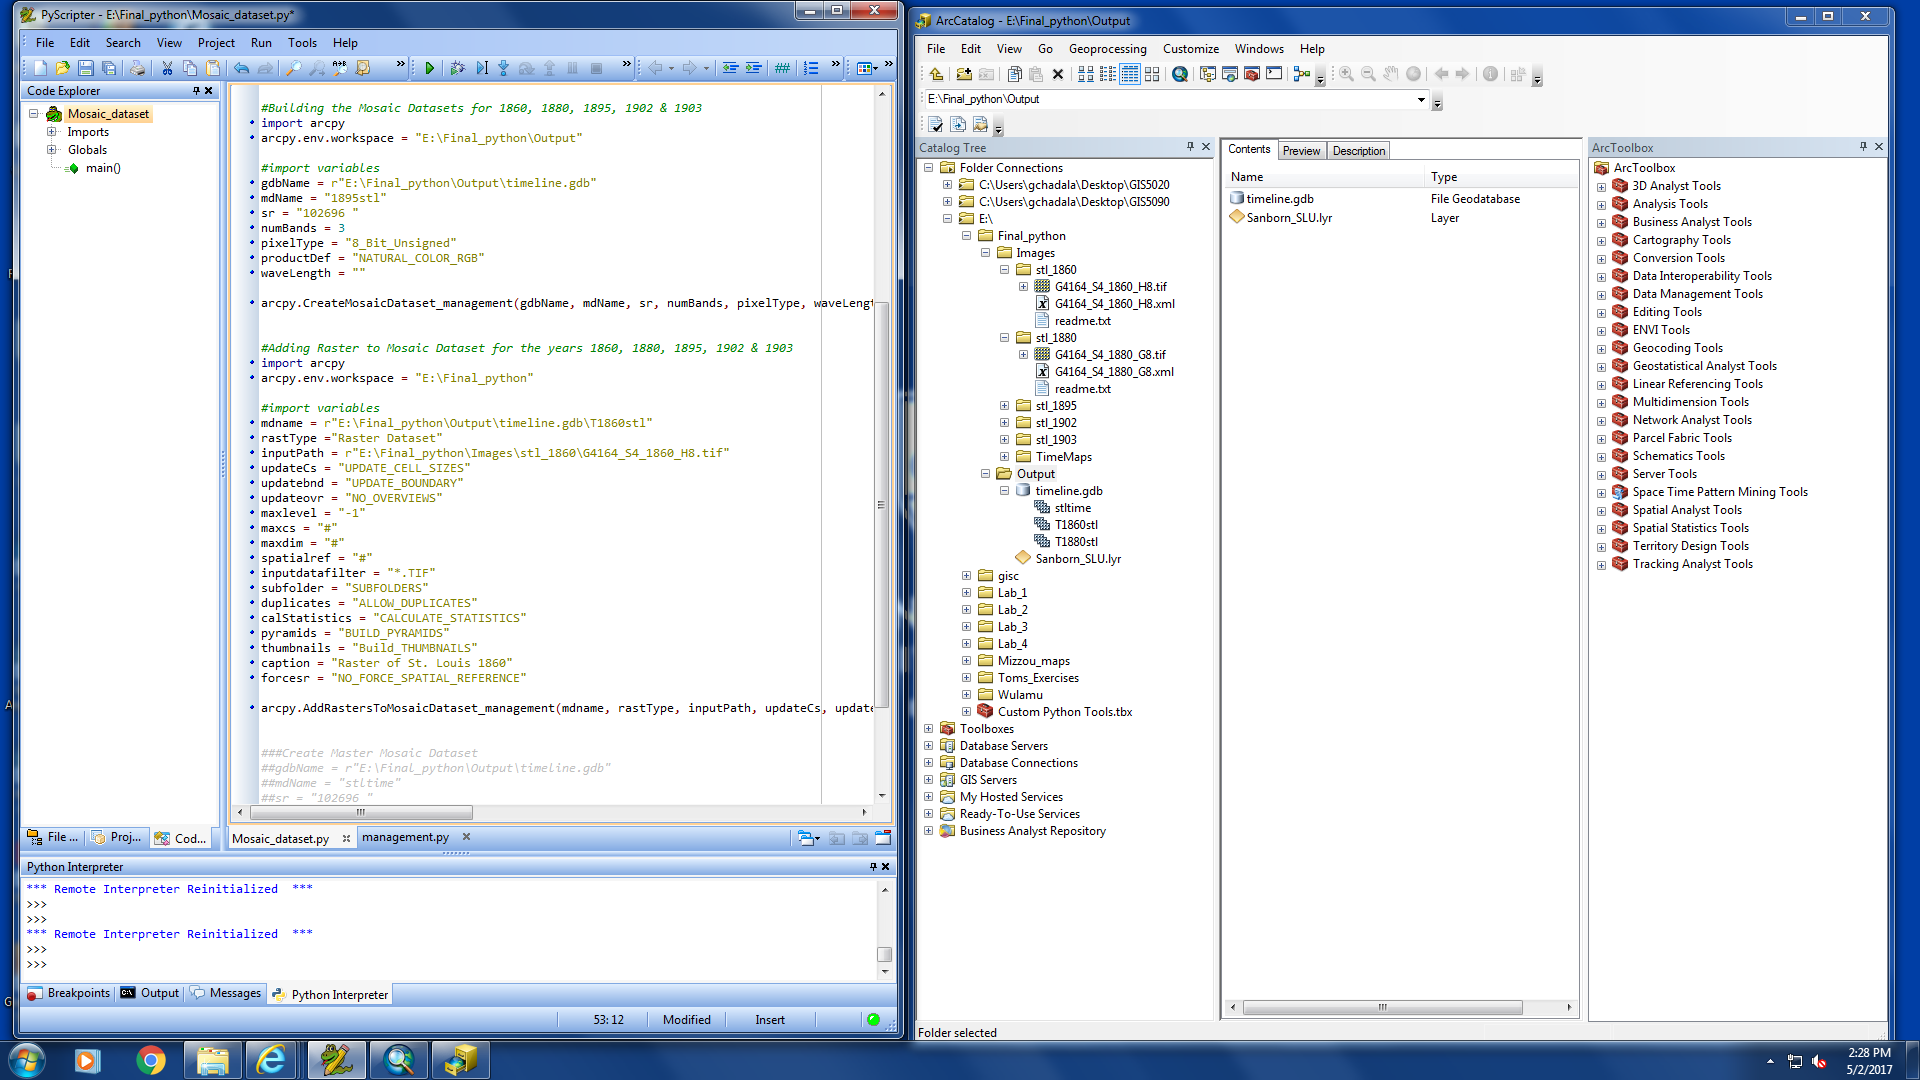 PyScripter - E:\Final_python\Mosaic_dataset.py*
File Edit Search View Project Run Tools Help
Code Explorer
Mosaic_dataset
Imports
Globals
main()
#Building the Mosaic Datasets for 1860, 1880, 1895, 1902 & 1903
import arcpy
arcpy.env.workspace = "E:\Final_python\Output"
#import variables
gdbName = r"E:\Final_python\Output\timeline.gdb"
mdName = "1895stl"
sr = "102696 "
numBands = 3
pixelType = "8_Bit_Unsigned"
productDef = "NATURAL_COLOR_RGB"
waveLength = ""
arcpy.CreateMosaicDataset_management(gdbName, mdName, sr, numBands, pixelType, waveLengt
#Adding Raster to Mosaic Dataset for the years 1860, 1880, 1895, 1902 & 1903
import arcpy
arcpy.env.workspace = "E:\Final_python"
#import variables
mdname = r"E:\Final_python\Output\timeline.gdb\T1860stl"
rastType ="Raster Dataset"
inputPath = r"E:\Final_python\Images\stl_1860\G4164_S4_1860_H8.tif"
updateCs = "UPDATE_CELL_SIZES"
updatebnd = "UPDATE_BOUNDARY"
updateovr = "NO_OVERVIEWS"
maxlevel = "-1"
maxcs = "#"
maxdim = "#"
spatialref = "#"
inputdatafilter = "*.TIF"
subfolder = "SUBFOLDERS"
duplicates = "ALLOW_DUPLICATES"
calStatistics = "CALCULATE_STATISTICS"
pyramids = "BUILD_PYRAMIDS"
thumbnails = "Build_THUMBNAILS"
caption = "Raster of St. Louis 1860"
forcesr = "NO_FORCE_SPATIAL_REFERENCE"
arcpy.AddRastersToMosaicDataset_management(mdname, rastType, inputPath, updateCs, update
###Create Master Mosaic Dataset
##gdbName = r"E:\Final_python\Output\timeline.gdb"
##mdName = "stltime"
##sr = "102696 "
File ... Proj... Cod...
Mosaic_dataset.py management.py
Python Interpreter
*** Remote Interpreter Reinitialized ***
>>>
>>>
*** Remote Interpreter Reinitialized ***
>>>
>>>
Breakpoints Output Messages Python Interpreter
53: 12 Modified Insert
ArcCatalog - E:\Final_python\Output
File Edit View Go Geoprocessing Customize Windows Help
E:\Final_python\Output
Catalog Tree
Folder Connections
C:\Users\gchadala\Desktop\GIS5020
C:\Users\gchadala\Desktop\GIS5090
E:\
Final_python
Images
stl_1860
G4164_S4_1860_H8.tif
G4164_S4_1860_H8.xml
readme.txt
stl_1880
G4164_S4_1880_G8.tif
G4164_S4_1880_G8.xml
readme.txt
stl_1895
stl_1902
stl_1903
TimeMaps
Output
timeline.gdb
stltime
T1860stl
T1880stl
Sanborn_SLU.lyr
gisc
Lab_1
Lab_2
Lab_3
Lab_4
Mizzou_maps
Toms_Exercises
Wulamu
Custom Python Tools.tbx
Toolboxes
Database Servers
Database Connections
GIS Servers
My Hosted Services
Ready-To-Use Services
Business Analyst Repository
Contents Preview Description
Name Type
timeline.gdb File Geodatabase
Sanborn_SLU.lyr Layer
ArcToolbox
ArcToolbox
3D Analyst Tools
Analysis Tools
Business Analyst Tools
Cartography Tools
Conversion Tools
Data Interoperability Tools
Data Management Tools
Editing Tools
ENVI Tools
Geocoding Tools
Geostatistical Analyst Tools
Linear Referencing Tools
Multidimension Tools
Network Analyst Tools
Parcel Fabric Tools
Schematics Tools
Server Tools
Space Time Pattern Mining Tools
Spatial Analyst Tools
Spatial Statistics Tools
Territory Design Tools
Tracking Analyst Tools
Folder selected
2:28 PM
5/2/2017